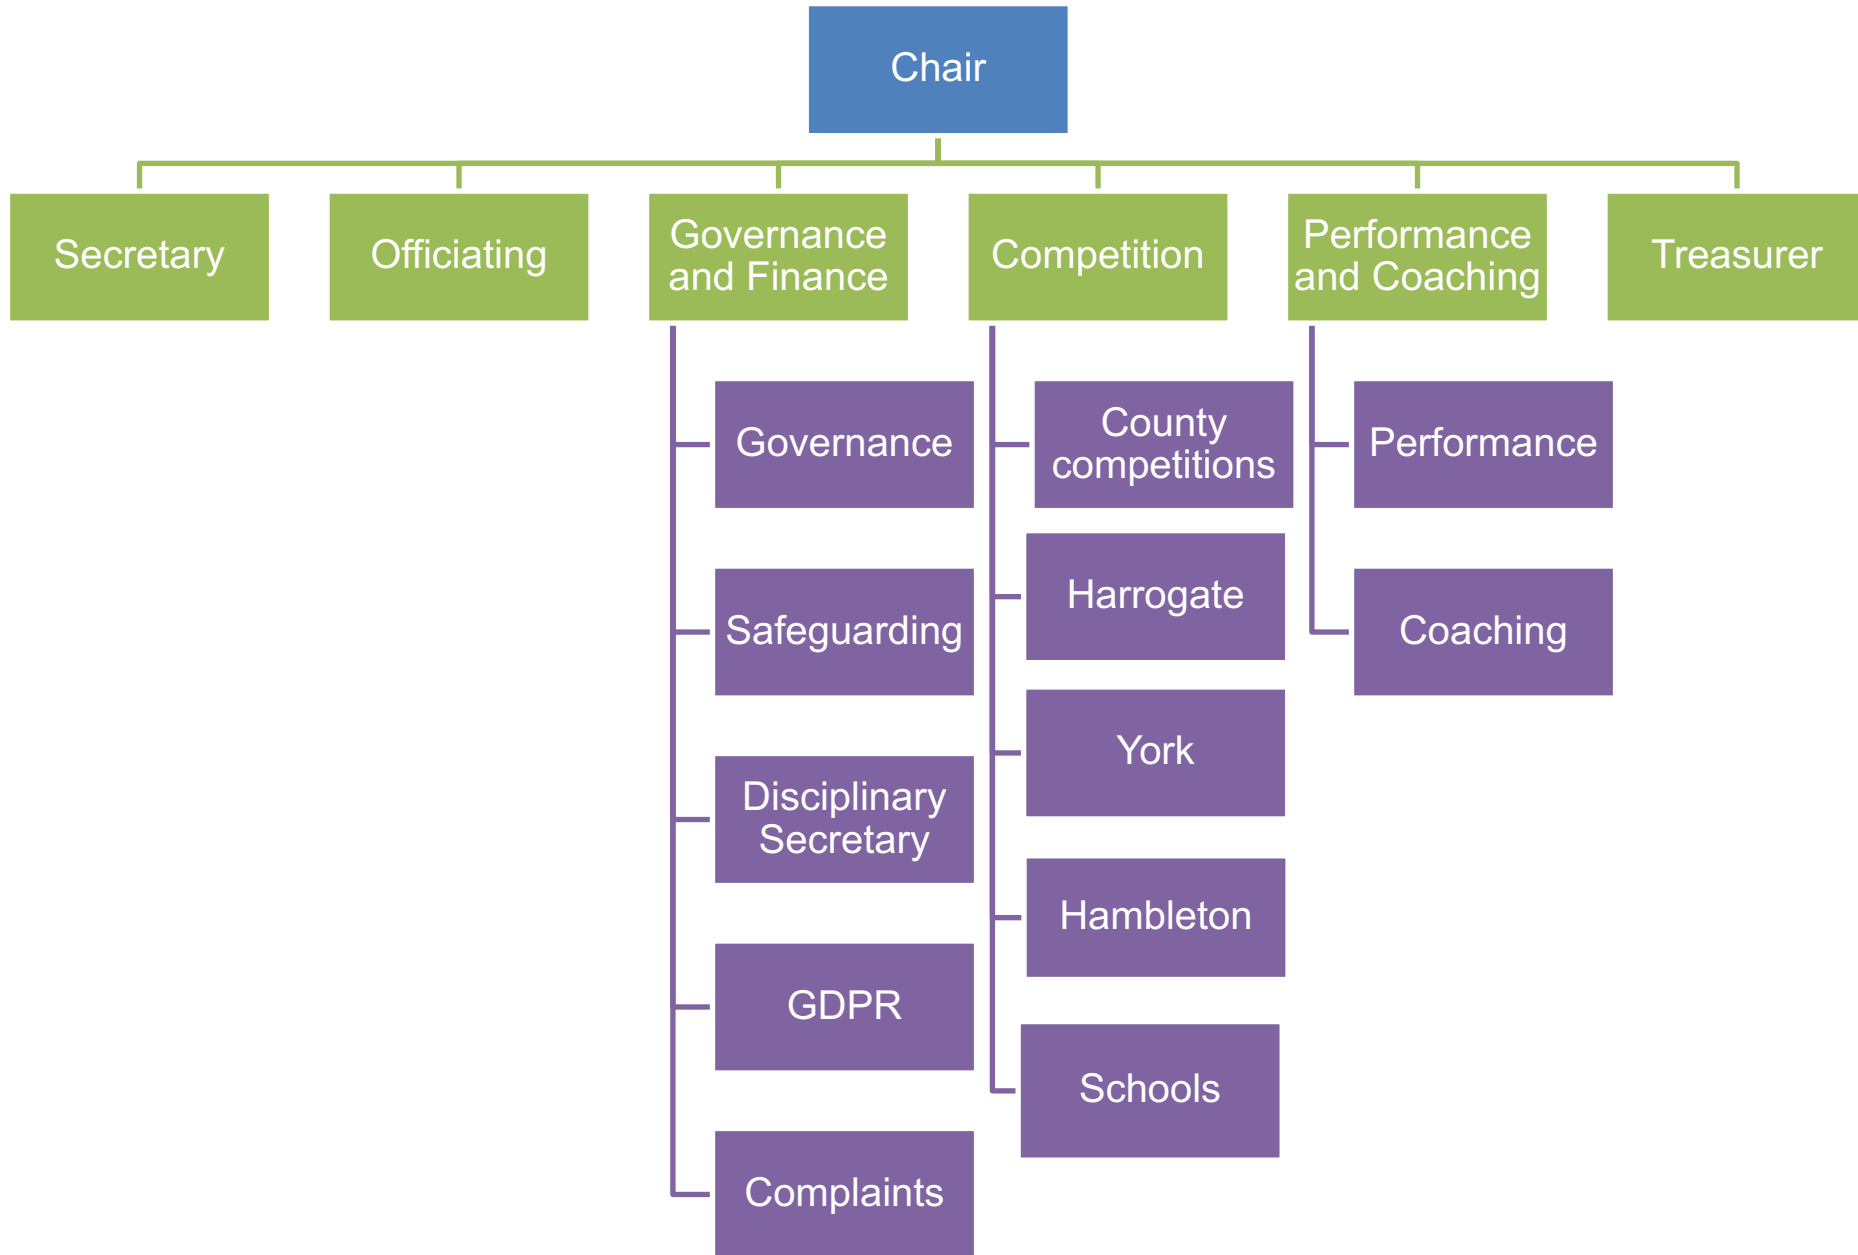 Chair
Secretary
Officiating
Governance
and Finance
Competition
Performance
and Coaching
Treasurer
Governance
Safeguarding
Disciplinary
Secretary
GDPR
Complaints
County
competitions
Harrogate
York
Hambleton
Schools
Performance
Coaching